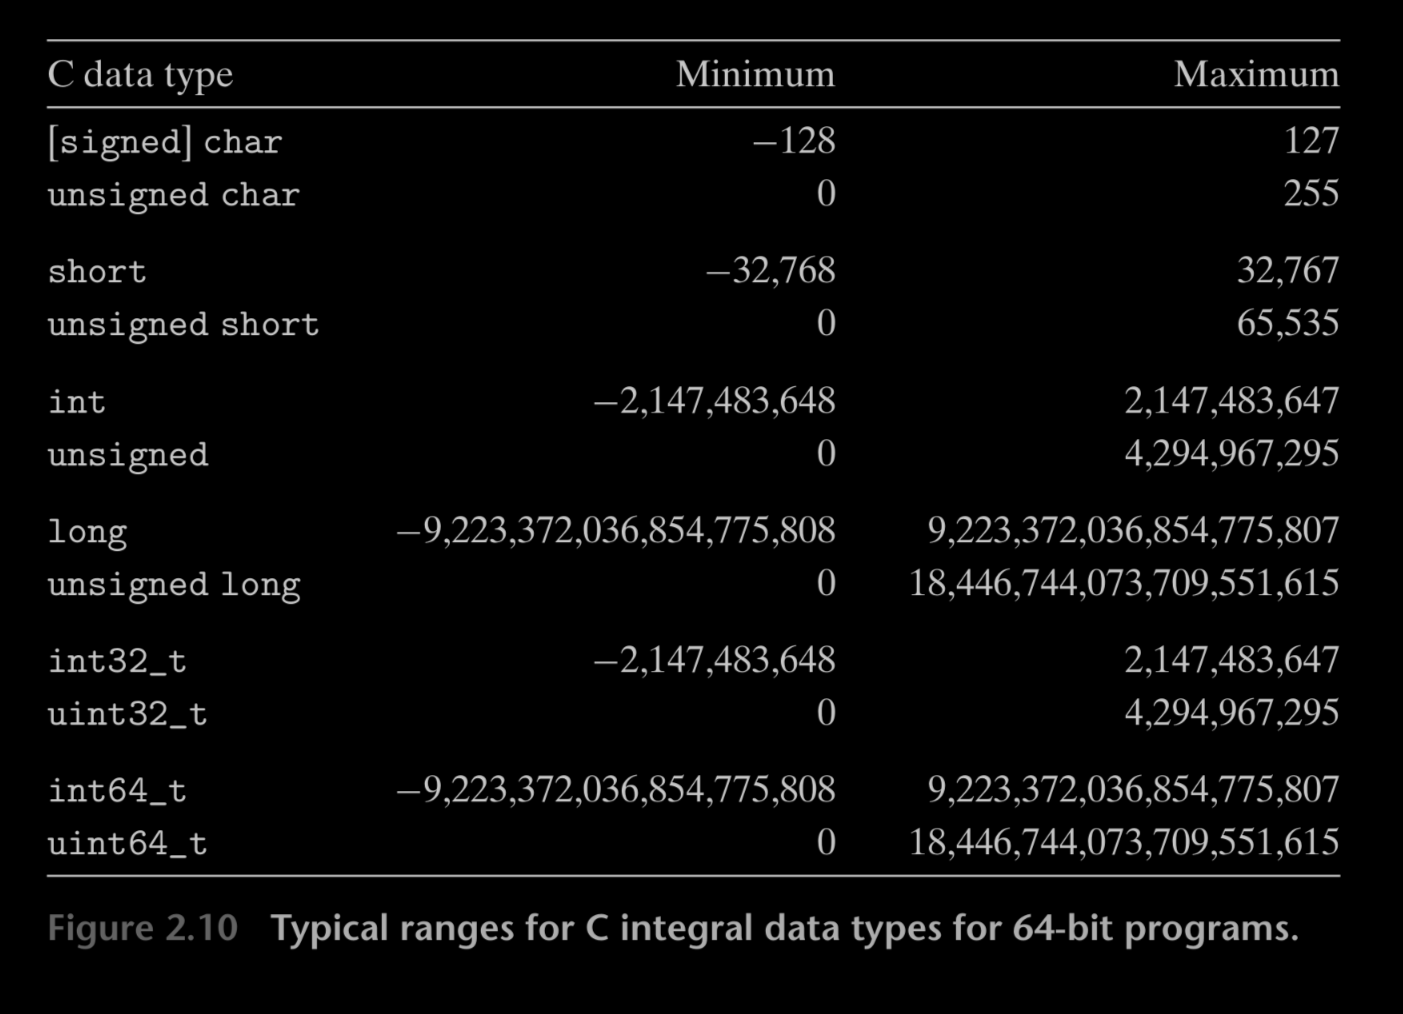 C data type Minimum Maximum
[signed] char −128 127
unsigned char 0 255
short −32,768 32,767
unsigned short 0 65,535
int −2,147,483,648 2,147,483,647
unsigned 0 4,294,967,295
long −9,223,372,036,854,775,808 9,223,372,036,854,775,807
unsigned long 0 18,446,744,073,709,551,615
int32_t −2,147,483,648 2,147,483,647
uint32_t 0 4,294,967,295
int64_t −9,223,372,036,854,775,808 9,223,372,036,854,775,807
uint64_t 0 18,446,744,073,709,551,615
Figure 2.10 Typical ranges for C integral data types for 64-bit programs.